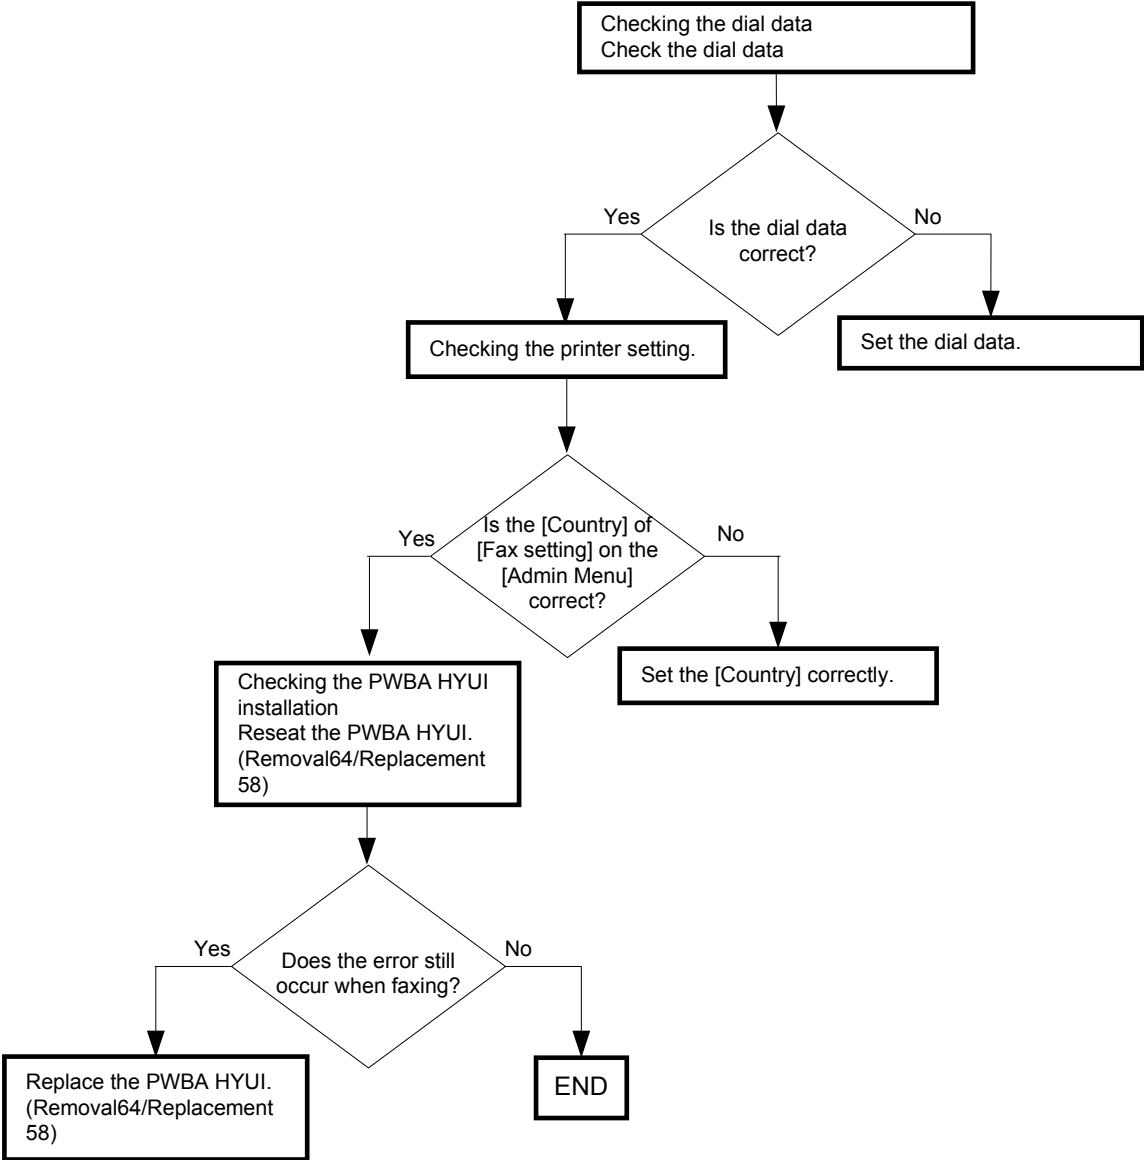 Checking the dial data
Check the dial data
Yes
No
Is the dial data
correct?
Checking the printer setting.
Set the dial data.
Yes
No
Is the [Country] of
[Fax setting] on the
[Admin Menu]
correct?
Set the [Country] correctly.
Checking the PWBA HYUI
installation
Reseat the PWBA HYUI.
(Removal64/Replacement
58)
Yes
No
Does the error still
occur when faxing?
Replace the PWBA HYUI.
(Removal64/Replacement
58)
END